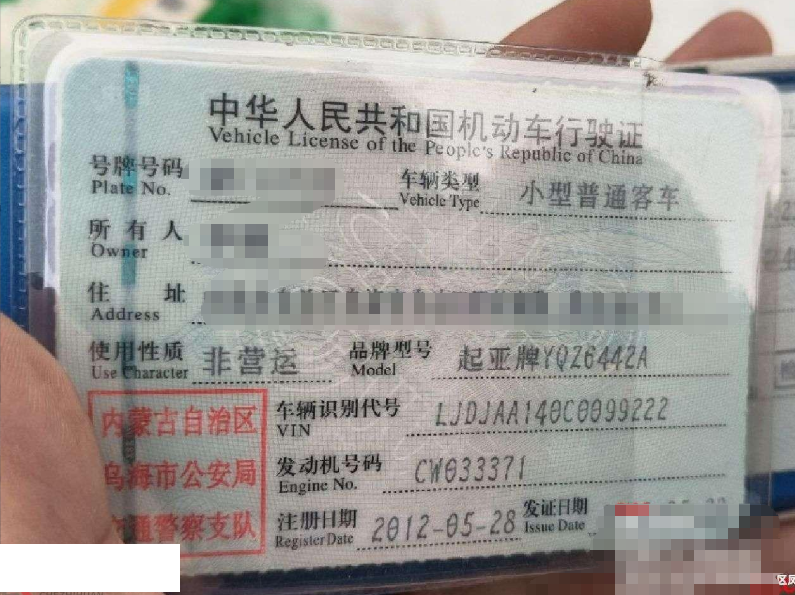 中华人民共和国机动车行驶证
Vehicle License of the People's Republic of China
号牌号码
Plate No.
车辆类型 小型普通客车
Vehicle Type
所有人
Owner
住址
Address
使用性质 非营运
Use Character
品牌型号 起亚牌YQZ6442A
Model
内蒙古自治区
乌海市公安局
交通警察支队
车辆识别代号 LJDJAA140C0099222
VIN
发动机号码 CW033371
Engine No.
注册日期 2012-05-28
Register Date
发证日期
Issue Date